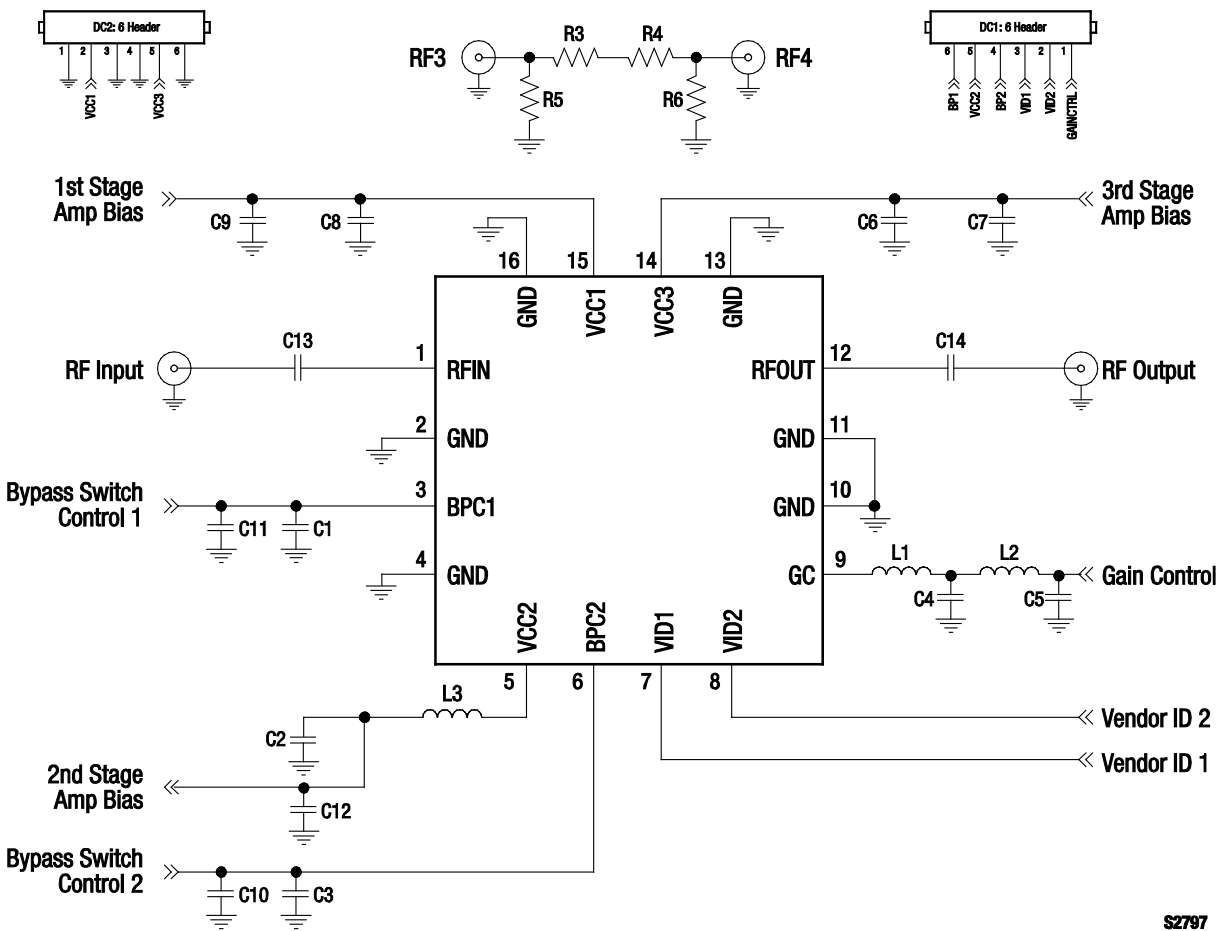 DC2: 6 Header
1 2 3 4 5 6
VCC1
VCC3
RF3
R3
R4
RF4
R5
R6
DC1: 6 Header
6 5 4 3 2 1
BP1
VCC2
BP2
VID1
VID2
GAINCTRL
1st Stage
Amp Bias
C9
C8
C6
C7
3rd Stage
Amp Bias
16
15
14
13
GND
VCC1
VCC3
GND
RF Input
C13
1
RFIN
RFOUT
12
C14
RF Output
2
GND
GND
11
Bypass Switch
Control 1
C11
C1
3
BPC1
GND
10
4
GND
GC
9
L1
L2
Gain Control
C4
C5
VCC2
BPC2
VID1
VID2
5
6
7
8
L3
C2
Vendor ID 2
2nd Stage
Amp Bias
Vendor ID 1
C12
Bypass Switch
Control 2
C10
C3
S2797